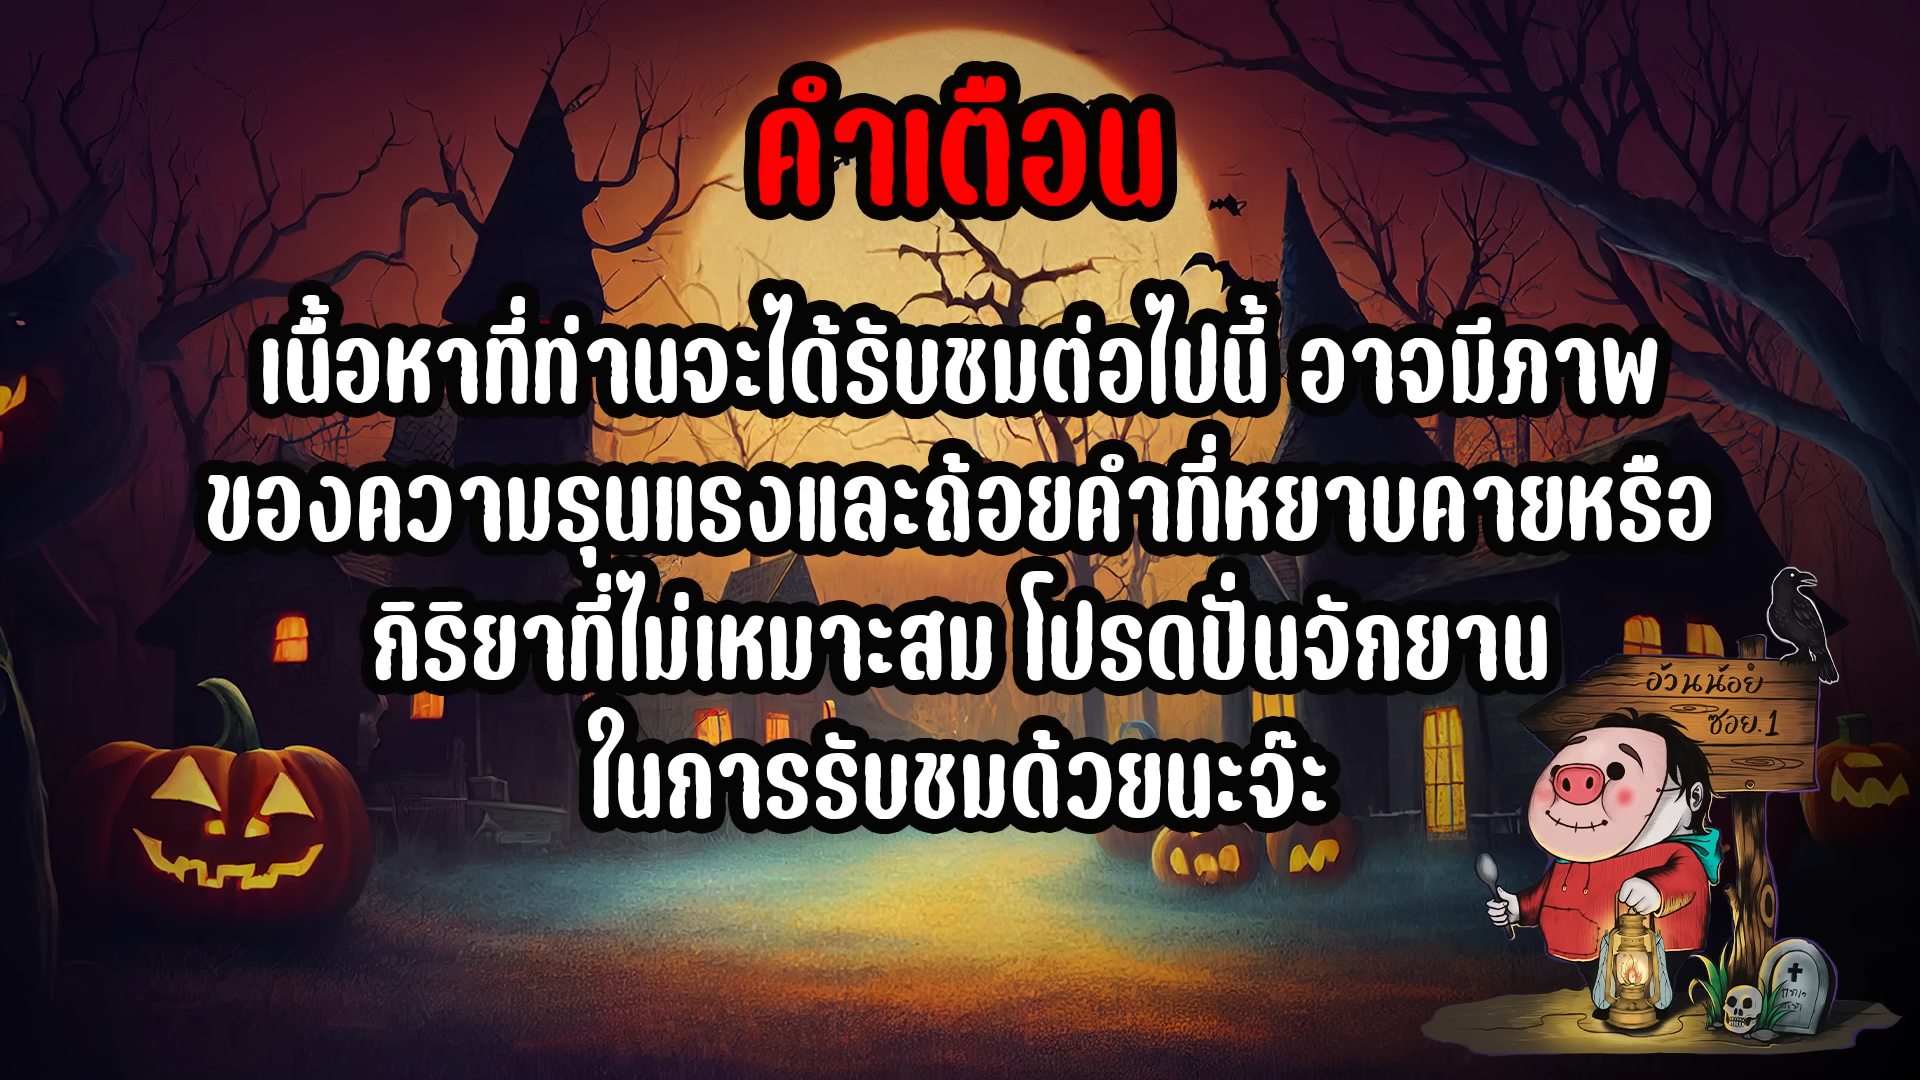 คำเตือน
เนื้อหาที่ท่านจะได้รับชมต่อไปนี้ อาจมีภาพ
ของความรุนแรงและถ้อยคำที่หยาบคายหรือ
กิริยาที่ไม่เหมาะสม โปรดปั่นจักยาน
ในการรับชมด้วยนะจ๊ะ
อ้วนน้อย
ซอย.1